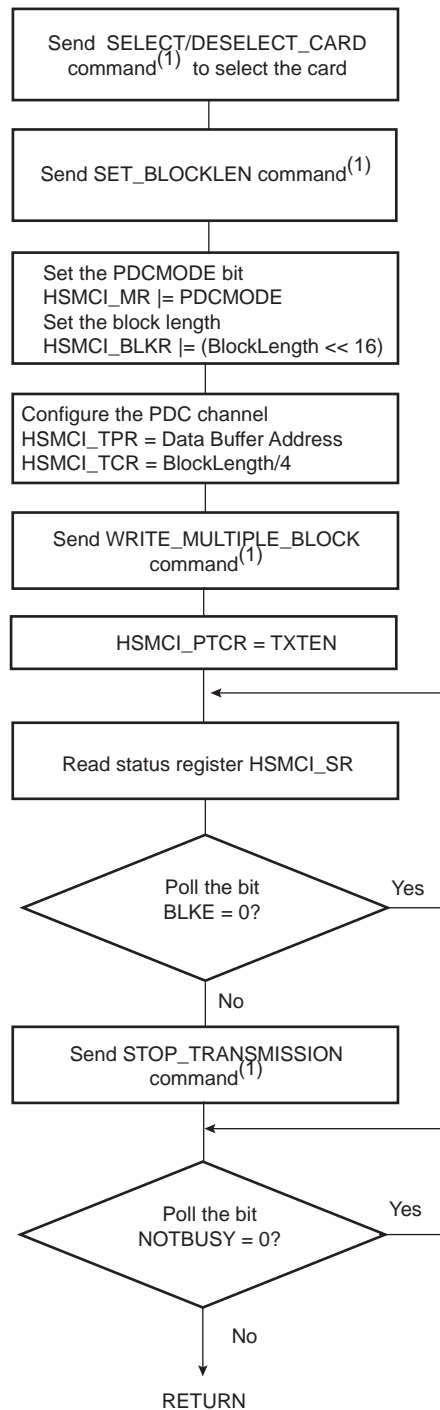 Send SELECT/DESELECT_CARD
command(1) to select the card
Send SET_BLOCKLEN command(1)
Set the PDCMODE bit
HSMCI_MR |= PDCMODE
Set the block length
HSMCI_BLKR |= (BlockLength << 16)
Configure the PDC channel
HSMCI_TPR = Data Buffer Address
HSMCI_TCR = BlockLength/4
Send WRITE_MULTIPLE_BLOCK
command(1)
HSMCI_PTCR = TXTEN
Read status register HSMCI_SR
Poll the bit
BLKE = 0?
Yes
No
Send STOP_TRANSMISSION
command(1)
Poll the bit
NOTBUSY = 0?
Yes
No
RETURN